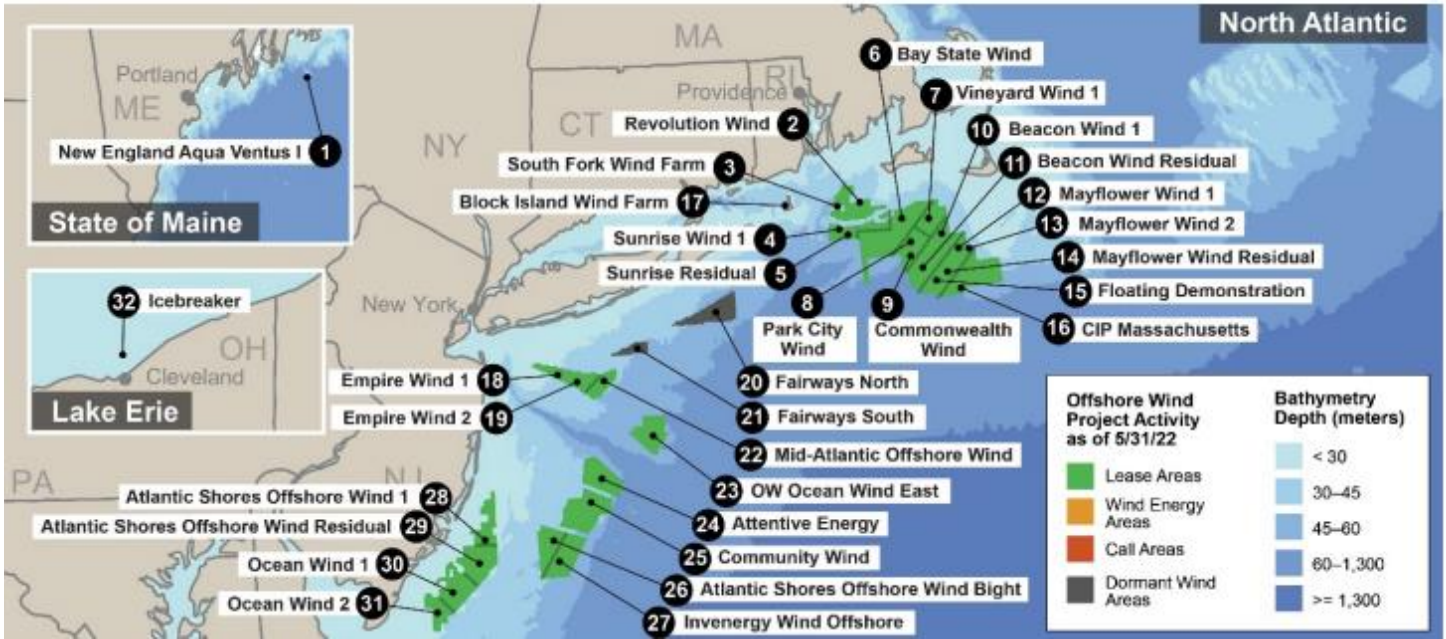 North Atlantic
MA
RI
Providence
CT
NY
Portland
ME
New England Aqua Ventus I 1
State of Maine
32 Icebreaker
OH
Cleveland
Lake Erie
PA
NJ
New York
6 Bay State Wind
7 Vineyard Wind 1
Revolution Wind 2
10 Beacon Wind 1
South Fork Wind Farm 3
11 Beacon Wind Residual
Block Island Wind Farm 17
12 Mayflower Wind 1
13 Mayflower Wind 2
Sunrise Wind 1 4
14 Mayflower Wind Residual
Sunrise Residual 5
15 Floating Demonstration
8
Park City
Wind
9
Commonwealth
Wind
16 CIP Massachusetts
Empire Wind 1 18
Empire Wind 2 19
20 Fairways North
21 Fairways South
22 Mid-Atlantic Offshore Wind
23 OW Ocean Wind East
24 Attentive Energy
25 Community Wind
26 Atlantic Shores Offshore Wind Bight
27 Invenergy Wind Offshore
Atlantic Shores Offshore Wind 1 28
Atlantic Shores Offshore Wind Residual 29
Ocean Wind 1 30
Ocean Wind 2 31
Offshore Wind
Project Activity
as of 5/31/22
Lease Areas
Wind Energy
Areas
Call Areas
Dormant Wind
Areas
Bathymetry
Depth (meters)
< 30
30–45
45–60
60–1,300
>= 1,300